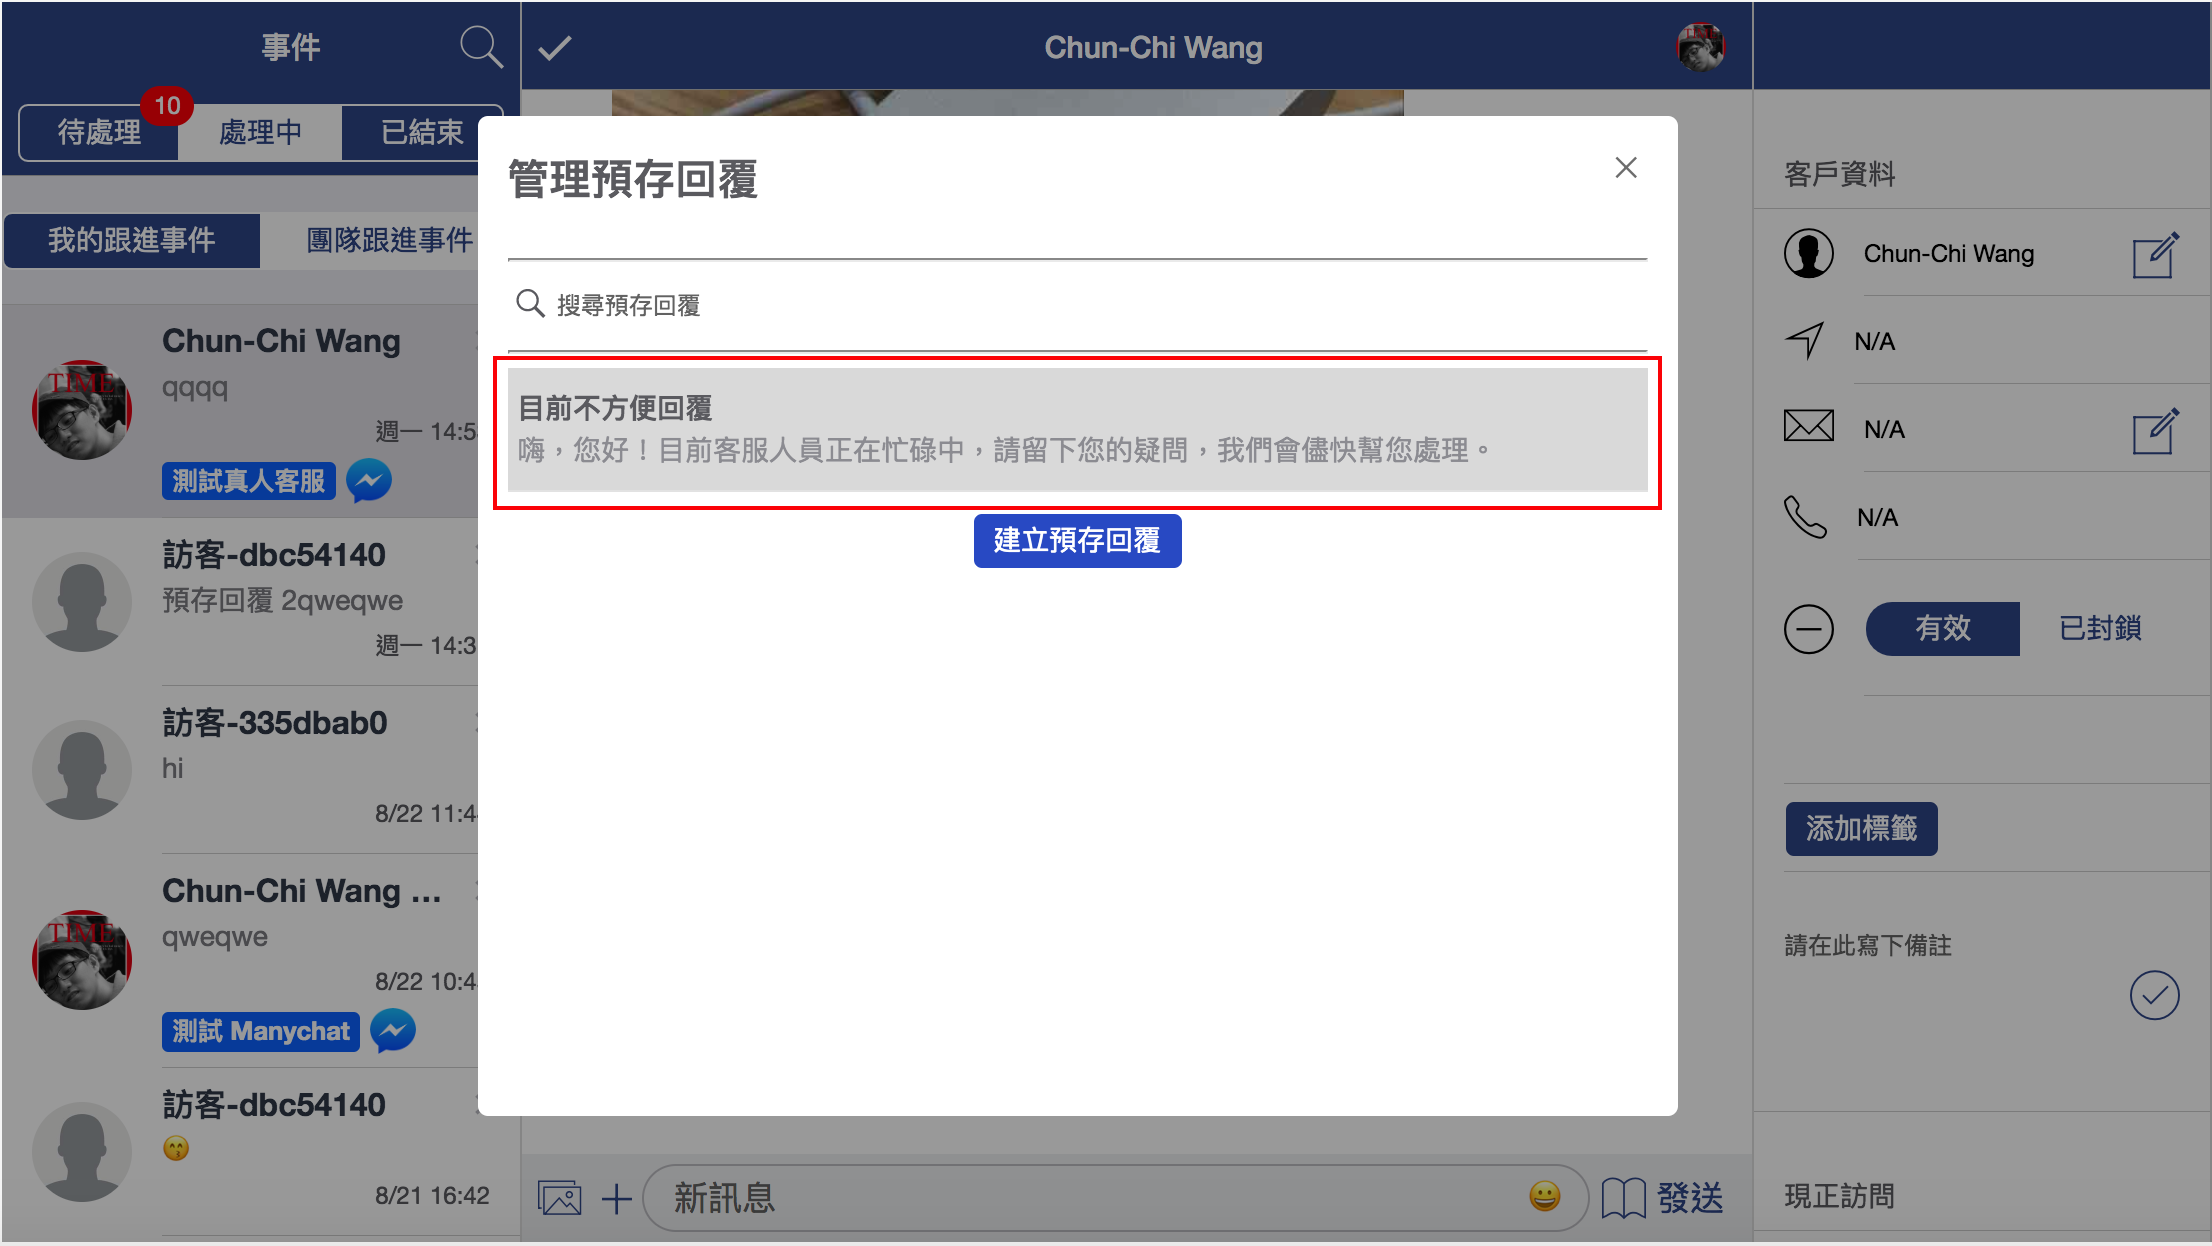 事件
Chun-Chi Wang
10
待處理
處理中
已結束
我的跟進事件
團隊跟進事件
Chun-Chi Wang
qqqq
週一 14:5
測試真人客服
訪客-dbc54140
預存回覆 2qweqwe
週一 14:3
訪客-335dbab0
hi
8/22 11:4
Chun-Chi Wang ...
qweqwe
8/22 10:4
測試 Manychat
訪客-dbc54140
8/21 16:42
管理預存回覆
搜尋預存回覆
目前不方便回覆
嗨，您好！目前客服人員正在忙碌中，請留下您的疑問，我們會儘快幫您處理。
建立預存回覆
新訊息
發送
客戶資料
Chun-Chi Wang
N/A
N/A
N/A
有效
已封鎖
添加標籤
請在此寫下備註
現正訪問